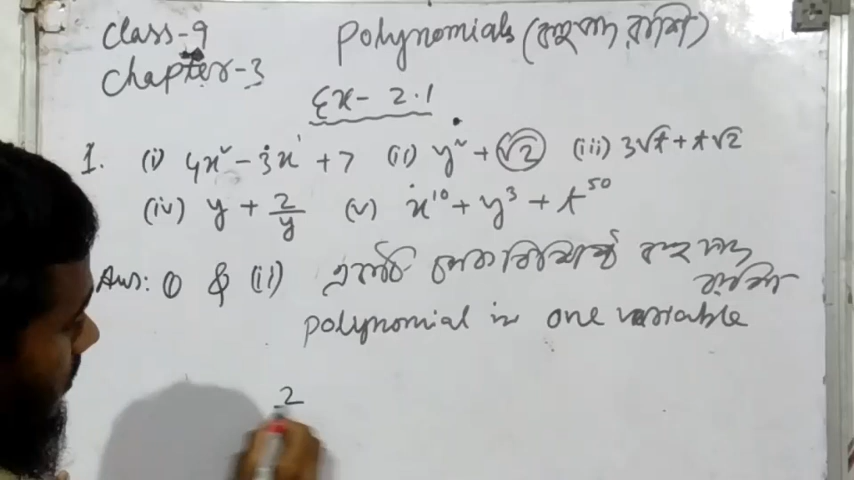 Class-9 Polynomials (বহুপদ রাশি)
Chapter-3
Ex- 2.1
1. (i) 4x² - 3x' + 7 (ii) y² + √2 (iii) 3√t + t√2
(iv) y + 2/y (v) x¹⁰ + y³ + t⁵⁰
Ans: (i) & (ii) একটি চলক বিশিষ্ট বহুপদ
রাশি
polynomial in one variable
2